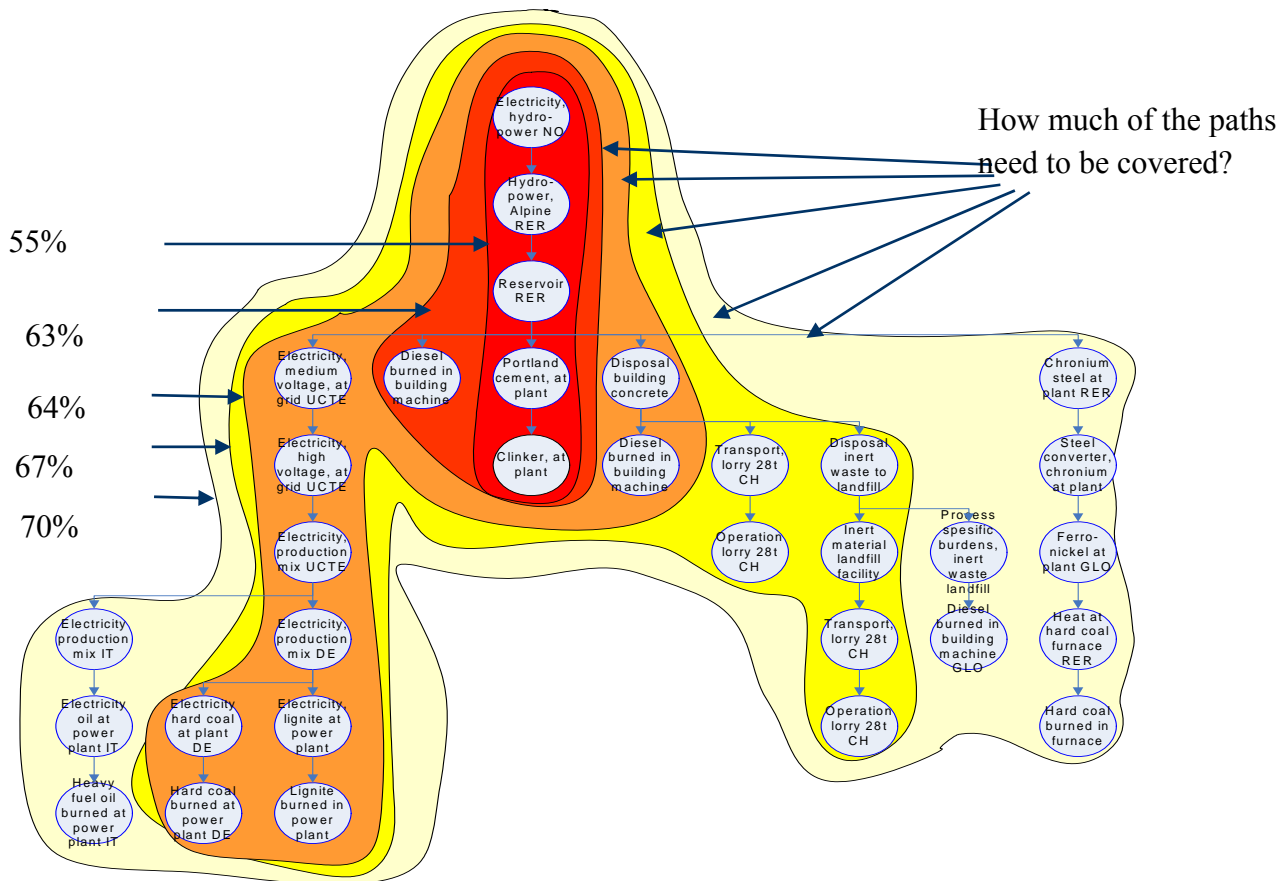 How much of the paths
need to be covered?
55%
63%
64%
67%
70%
Electricity,
hydro-
power NO
Hydro-
power,
Alpine
RER
Reservoir
RER
Electricity,
medium
voltage, at
grid UCTE
Diesel
burned in
building
machine
Portland
cement, at
plant
Disposal
building
concrete
Chronium
steel at
plant RER
Electricity,
high
voltage, at
grid UCTE
Clinker, at
plant
Diesel
burned in
building
machine
Transport,
lorry 28t
CH
Disposal
inert
waste to
landfill
Steel
converter,
chronium
at plant
Electricity,
production
mix UCTE
Operation
lorry 28t
CH
Inert
material
landfill
facility
Process
spesific
burdens,
inert
waste
landfill
Ferro-
nickel at
plant GLO
Electricity
production
mix IT
Electricity,
production
mix DE
Transport,
lorry 28t
CH
Diesel
burned in
building
machine
GLO
Heat at
hard coal
furnace
RER
Electricity
oil at
power
plant IT
Electricity
hard coal
at plant
DE
Electricity,
lignite at
power
plant
Operation
lorry 28t
CH
Hard coal
burned in
furnace
Heavy
fuel oil
burned at
power
plant IT
Hard coal
burned at
power
plant DE
Lignite
burned in
power
plant